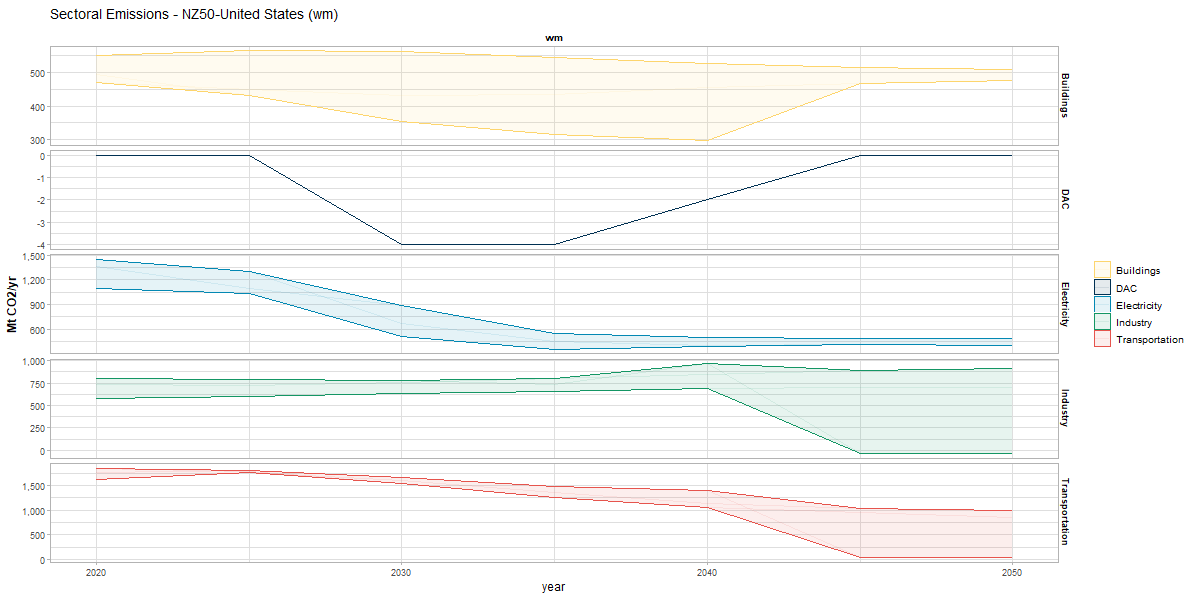 Sectoral Emissions - NZ50-United States (wm)
wm
500
400
300
Buildings
0
-1
-2
-3
-4
DAC
1,500
1,200
900
600
Electricity
1,000
750
500
250
0
Industry
1,500
1,000
500
0
Transportation
Mt CO2/yr
2020
2030
2040
2050
year
Buildings
DAC
Electricity
Industry
Transportation